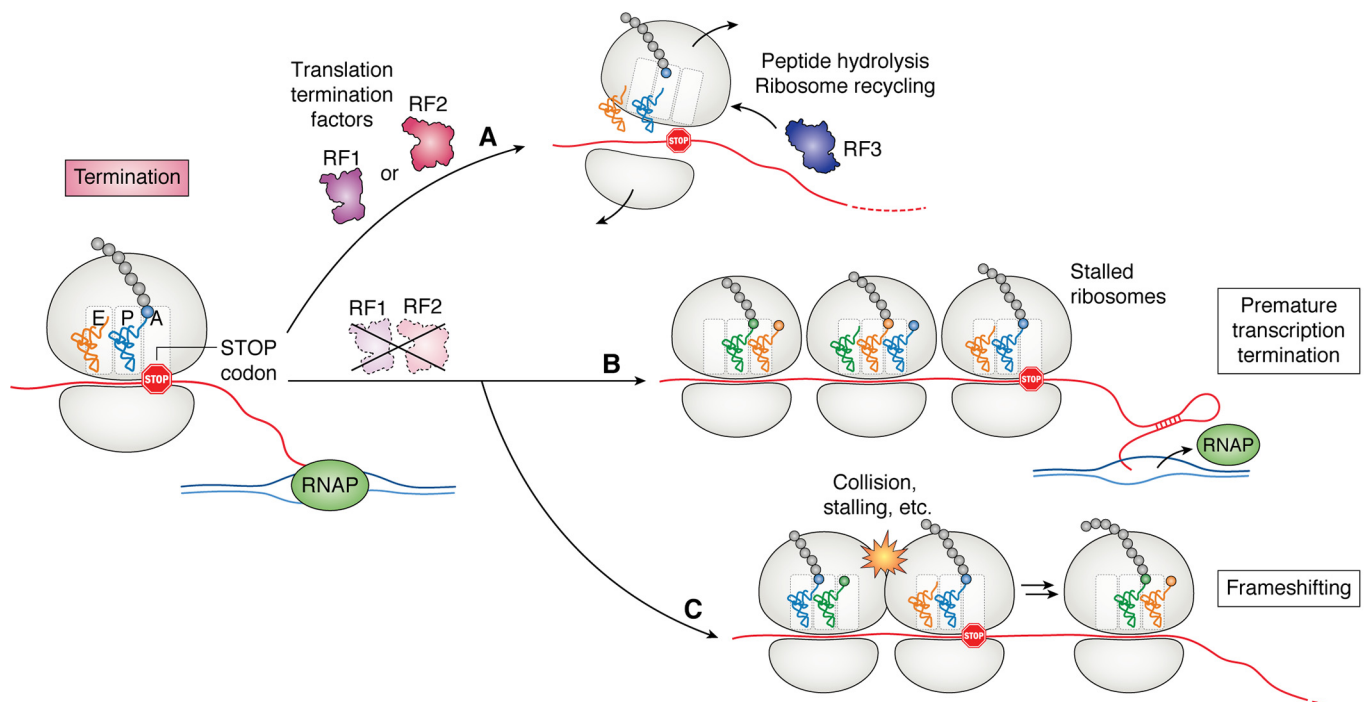 Translation
termination
factors
RF2
RF1
or
A
Peptide hydrolysis
Ribosome recycling
STOP
RF3
Termination
E P A
STOP
codon
STOP
RNAP
RF1 RF2
B
Stalled
ribosomes
STOP
Premature
transcription
termination
RNAP
Collision,
stalling, etc.
C
STOP
Frameshifting